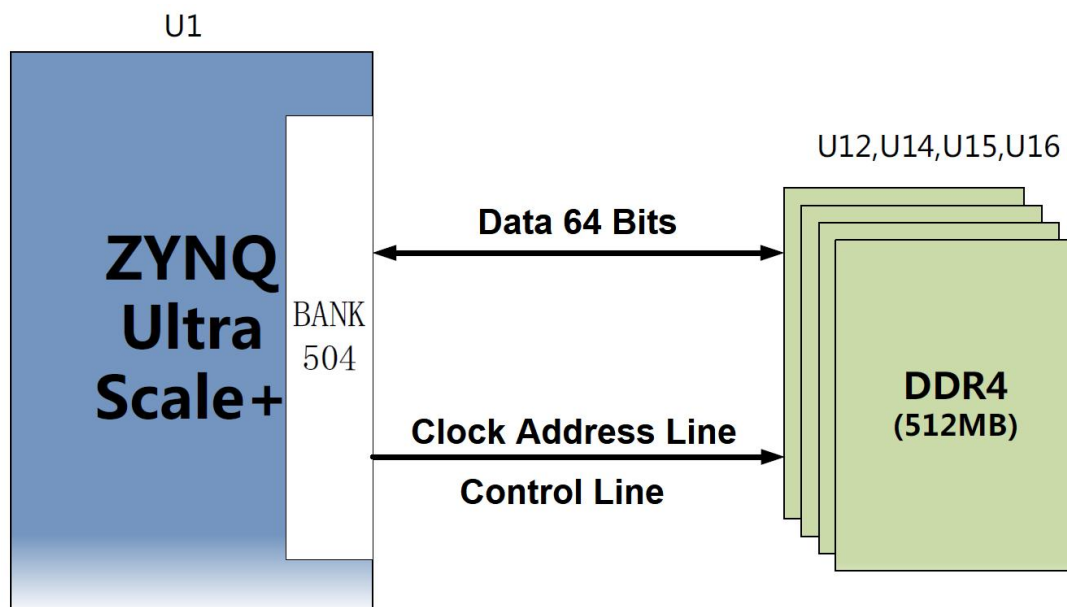 U1
U12,U14,U15,U16
Data 64 Bits
ZYNQ
Ultra
Scale+
BANK
504
DDR4
(512MB)
Clock Address Line
Control Line